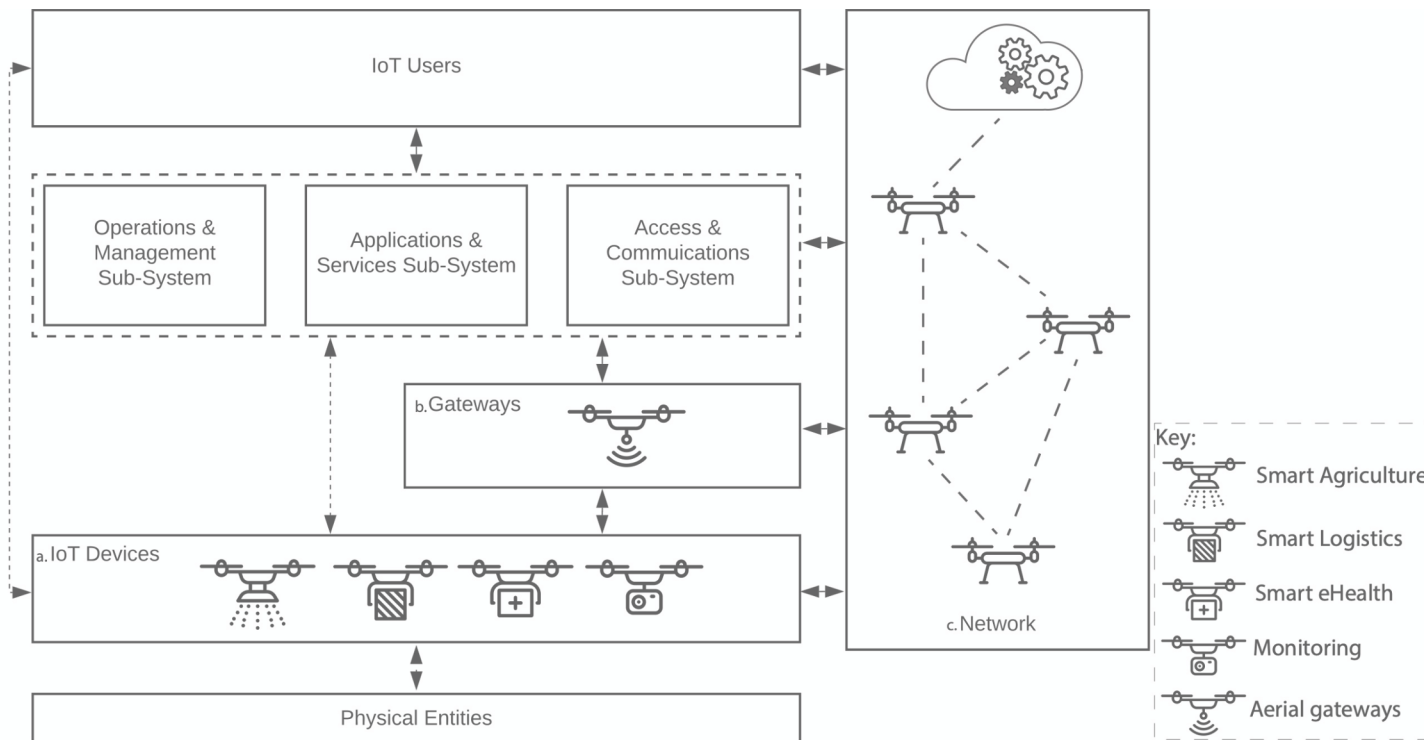 IoT Users
Operations &
Management
Sub-System
Applications &
Services Sub-System
Access &
Commuications
Sub-System
b.Gateways
a.IoT Devices
Physical Entities
c.Network
Key:
Smart Agriculture
Smart Logistics
Smart eHealth
Monitoring
Aerial gateways